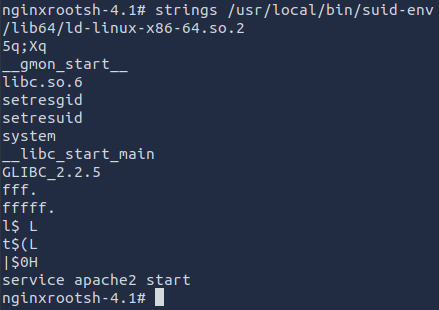 nginxrootsh-4.1# strings /usr/local/bin/suid-env
/lib64/ld-linux-x86-64.so.2
5q;Xq
__gmon_start__
libc.so.6
setresgid
setresuid
system
__libc_start_main
GLIBC_2.2.5
fff.
fffff.
l$ L
t$(L
|$0H
service apache2 start
nginxrootsh-4.1#